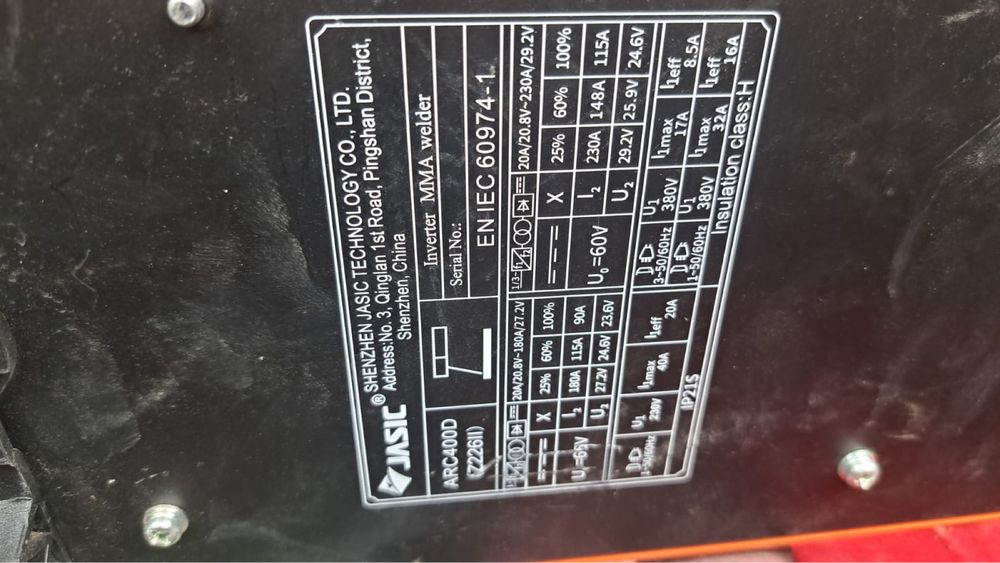 JASIC® SHENZHEN JASIC TECHNOLOGY CO., LTD.
Address:No. 3, Qinglan 1st Road, Pingshan District,
Shenzhen, China
ARC400D
(Z226II)
Inverter MMA welder
Serial No.:
EN IEC 60974-1
20A/20.8V~180A/27.2V
X 25% 60% 100%
I2 180A 115A 90A
U2 27.2V 24.6V 23.6V
1~50/60Hz
U1 230V
I1max 40A
I1eff 20A
IP21S
1/3~
20A/20.8V~230A/29.2V
X 25% 60% 100%
U0=60V
I2 230A 148A 115A
U2 29.2V 25.9V 24.6V
3~50/60Hz
U1 380V
I1max 17A
I1eff 8.5A
1~50/60Hz
U1 380V
I1max 32A
I1eff 16A
Insulation class:H